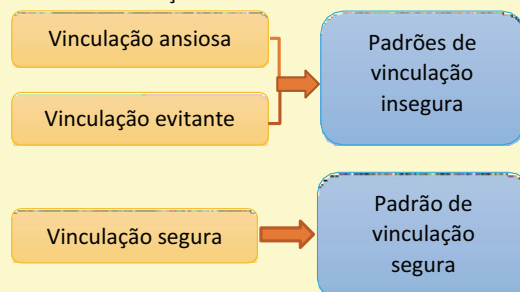 Vinculação ansiosa
Vinculação evitante
Padrões de
vinculação
insegura
Vinculação segura
Padrão de
vinculação
segura